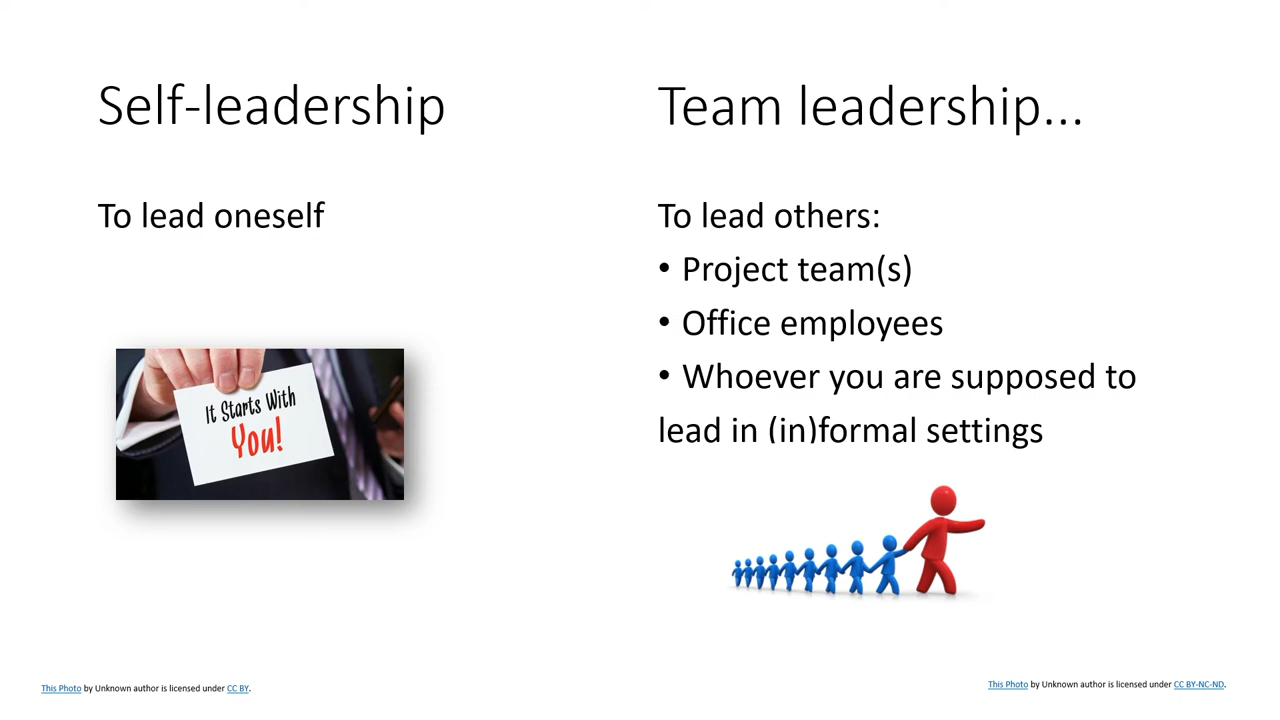 Self-leadership
To lead oneself
It Starts With
You!
This Photo by Unknown author is licensed under CC BY.
Team leadership...
To lead others:
• Project team(s)
• Office employees
• Whoever you are supposed to
lead in (in)formal settings
This Photo by Unknown author is licensed under CC BY-NC-ND.